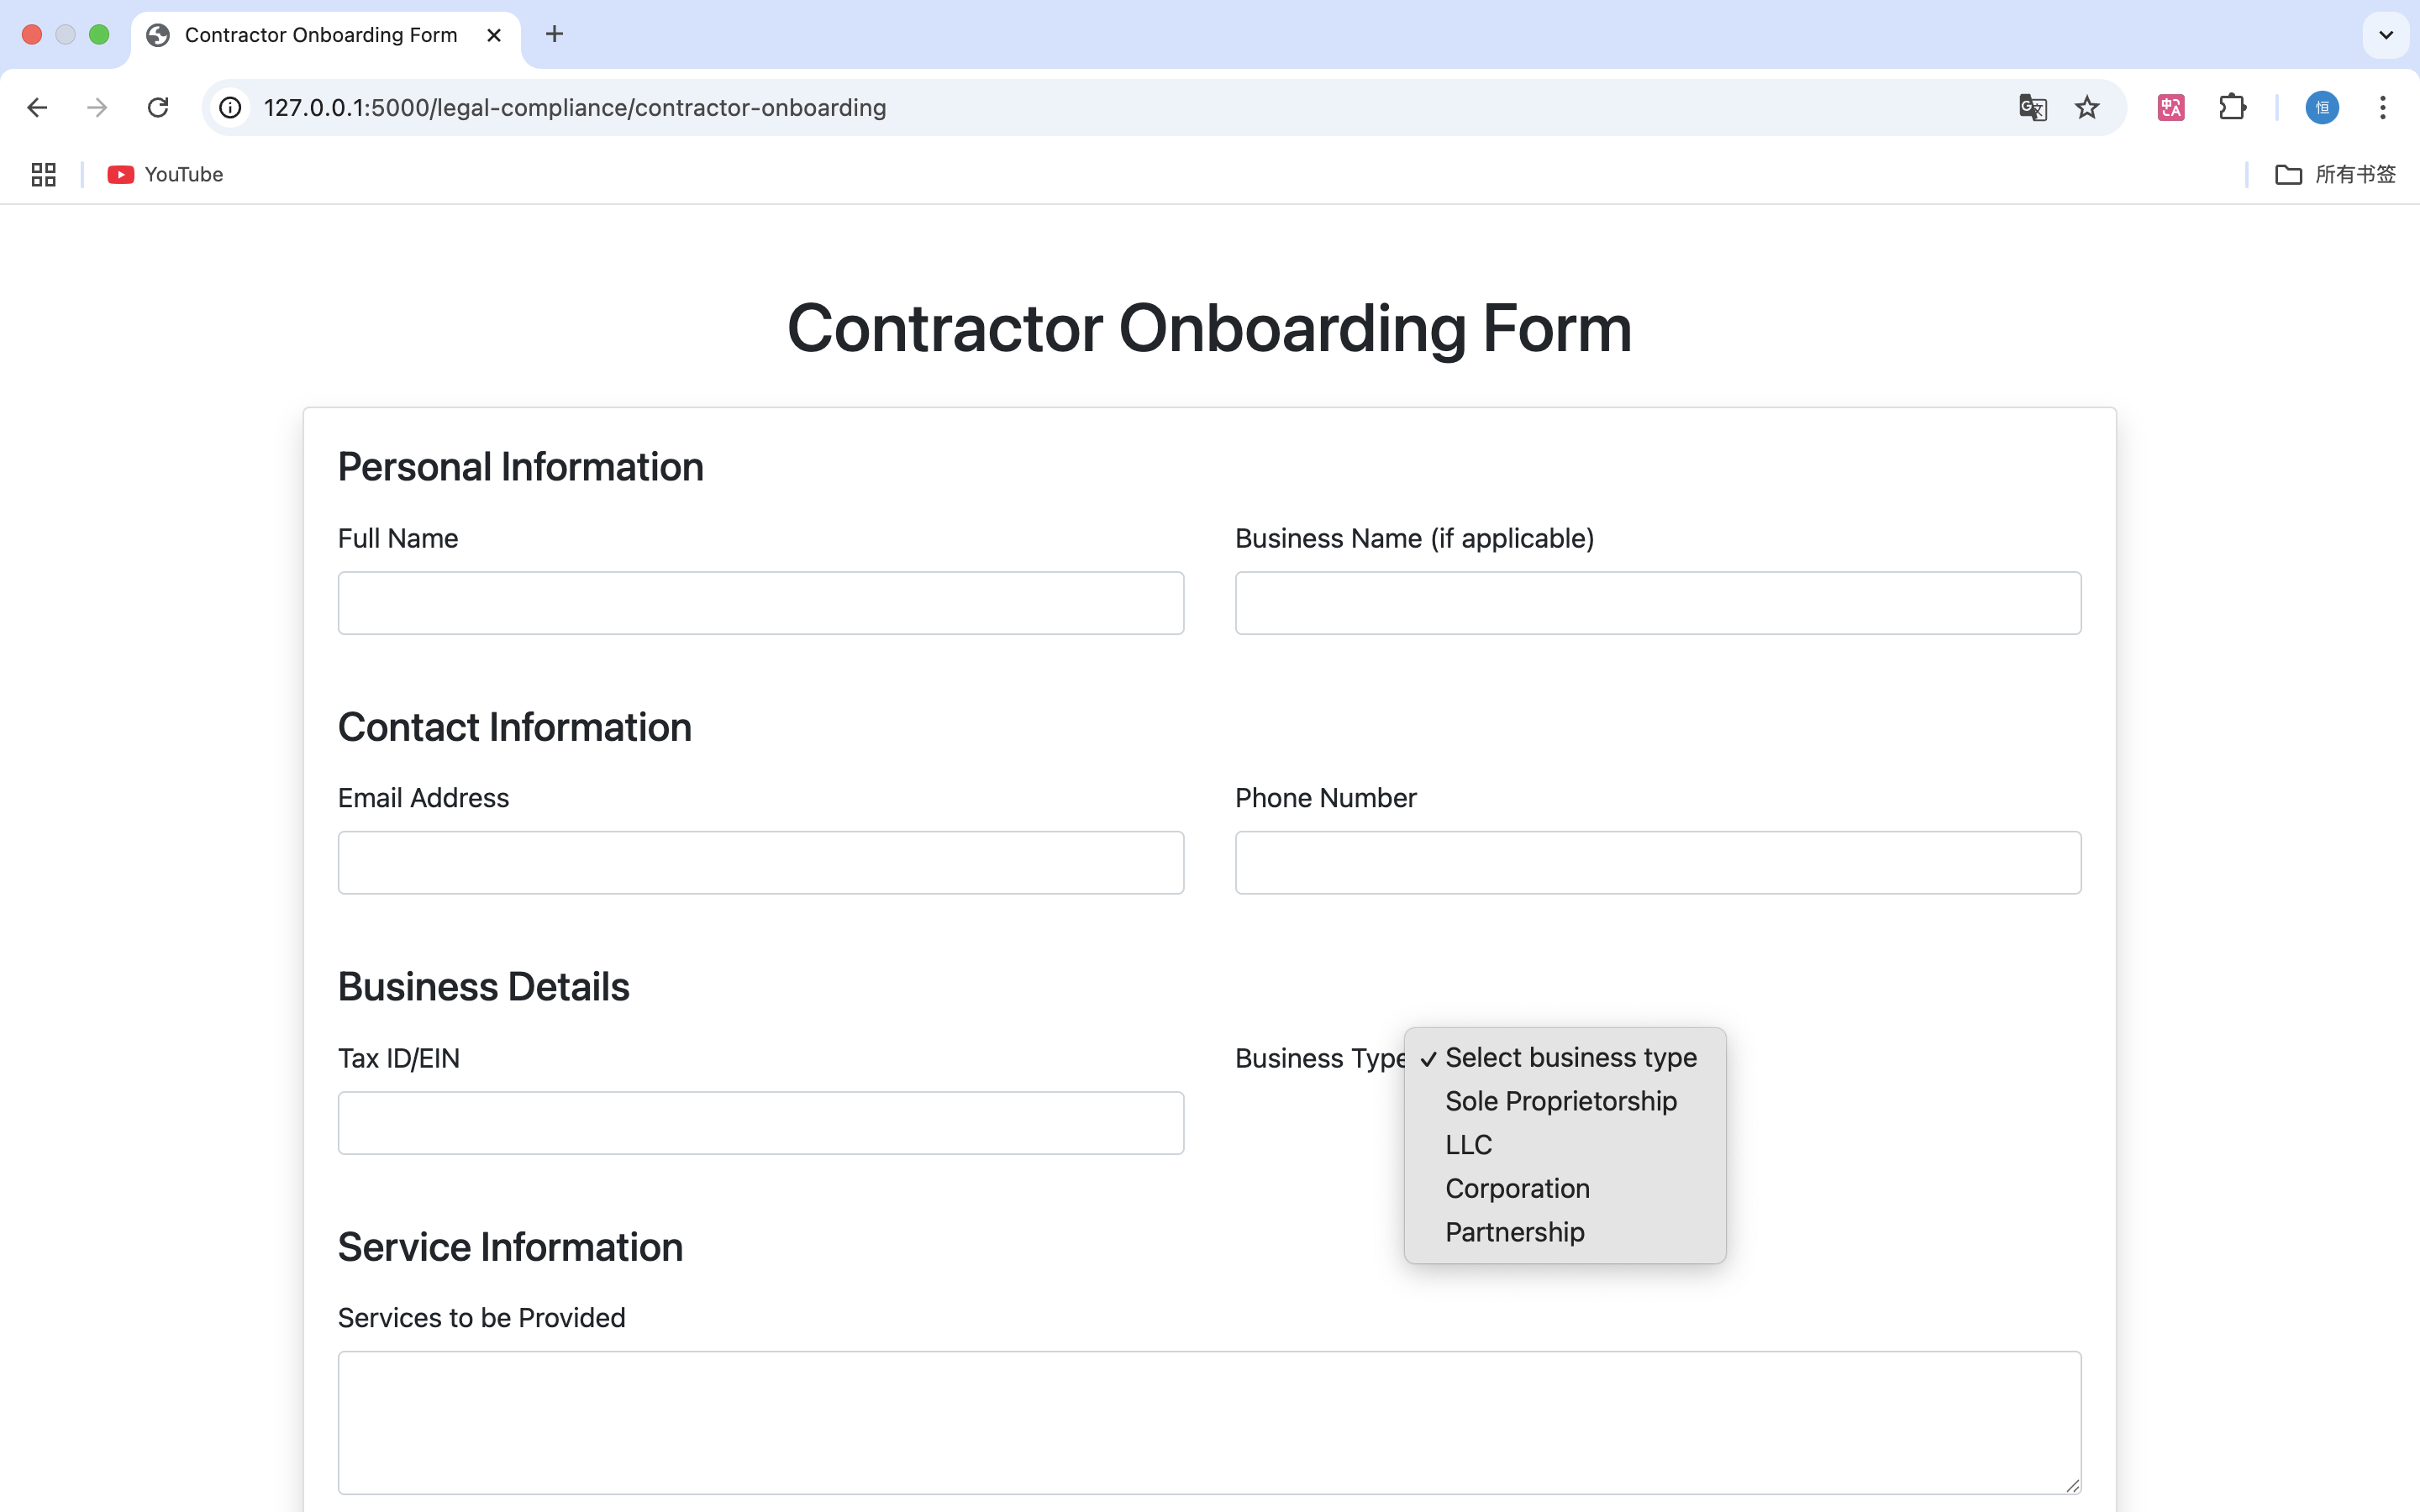 Contractor Onboarding Form
127.0.0.1:5000/legal-compliance/contractor-onboarding
恒
YouTube
所有书签
Contractor Onboarding Form
Personal Information
Full Name
Business Name (if applicable)
Contact Information
Email Address
Phone Number
Business Details
Tax ID/EIN
Business Type
Select business type
Sole Proprietorship
LLC
Corporation
Partnership
Service Information
Services to be Provided